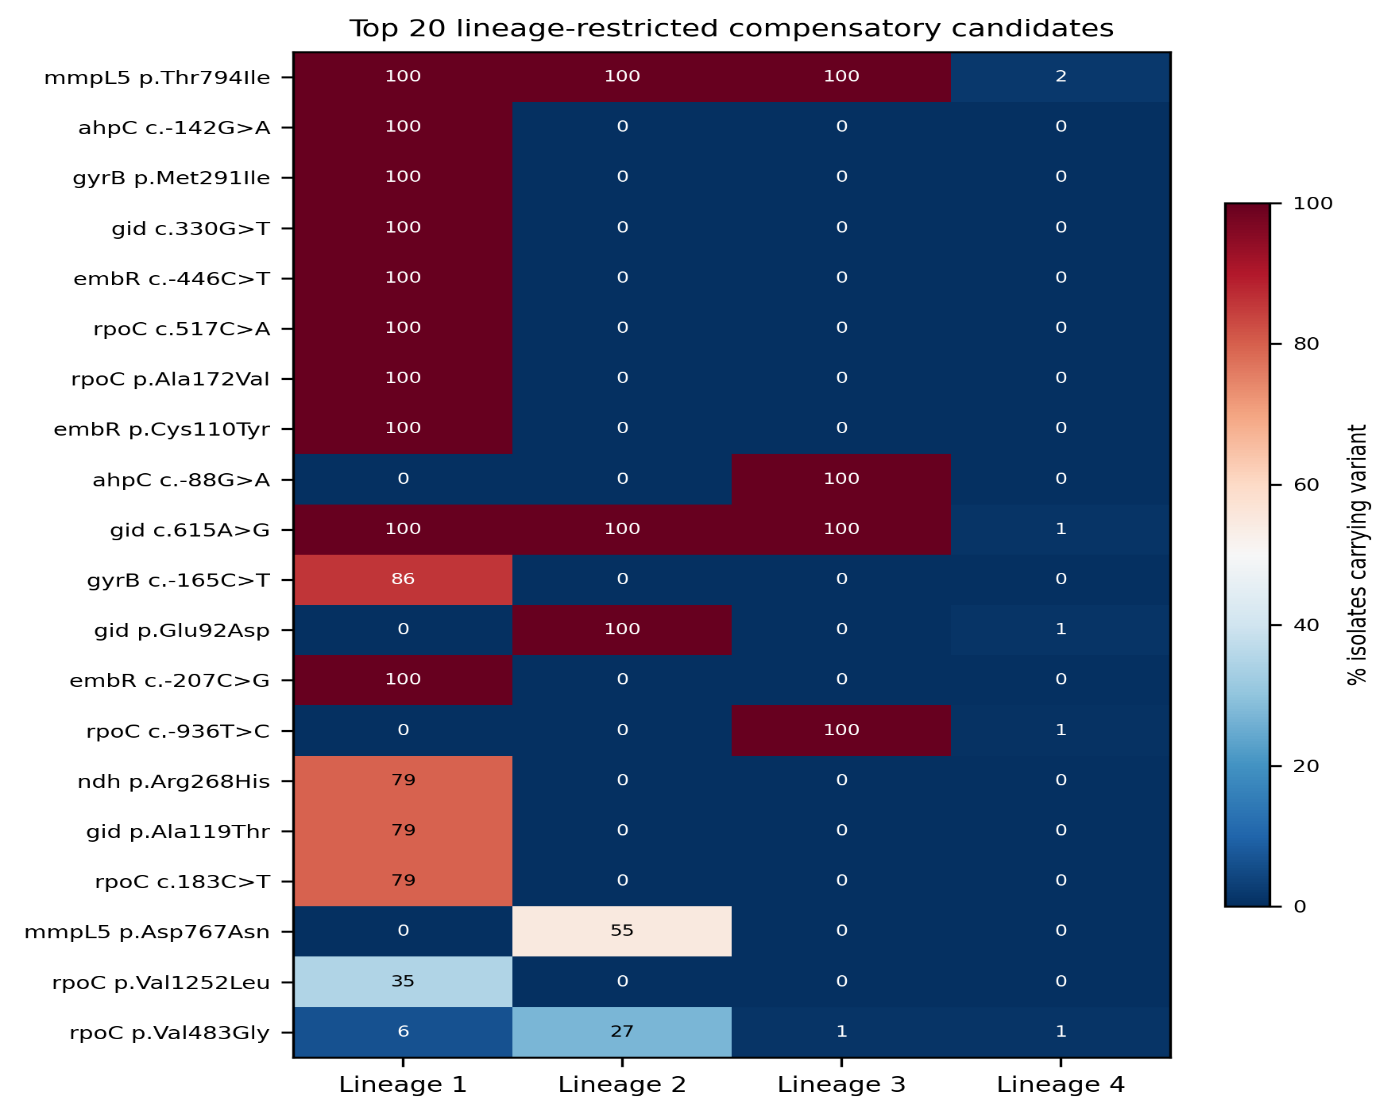 Top 20 lineage-restricted compensatory candidates
mmpL5 p.Thr794Ile 100 100 100 2
ahpC c.-142G>A 100 0 0 0
gyrB p.Met291Ile 100 0 0 0
gid c.330G>T 100 0 0 0
embR c.-446C>T 100 0 0 0
rpoC c.517C>A 100 0 0 0
rpoC p.Ala172Val 100 0 0 0
embR p.Cys110Tyr 100 0 0 0
ahpC c.-88G>A 0 0 100 0
gid c.615A>G 100 100 100 1
gyrB c.-165C>T 86 0 0 0
gid p.Glu92Asp 0 100 0 1
embR c.-207C>G 100 0 0 0
rpoC c.-936T>C 0 0 100 1
ndh p.Arg268His 79 0 0 0
gid p.Ala119Thr 79 0 0 0
rpoC c.183C>T 79 0 0 0
mmpL5 p.Asp767Asn 0 55 0 0
rpoC p.Val1252Leu 35 0 0 0
rpoC p.Val483Gly 6 27 1 1
Lineage 1 Lineage 2 Lineage 3 Lineage 4
100
80
60
40
20
0
% isolates carrying variant